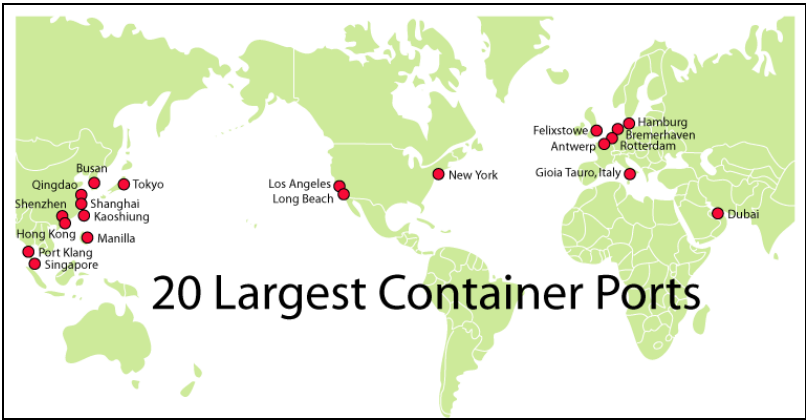 Busan
Qingdao
Tokyo
Shenzhen
Shanghai
Kaoshiung
Hong Kong
Manilla
Port Klang
Singapore
Los Angeles
Long Beach
New York
Felixstowe
Hamburg
Bremerhaven
Antwerp
Rotterdam
Gioia Tauro, Italy
Dubai
20 Largest Container Ports